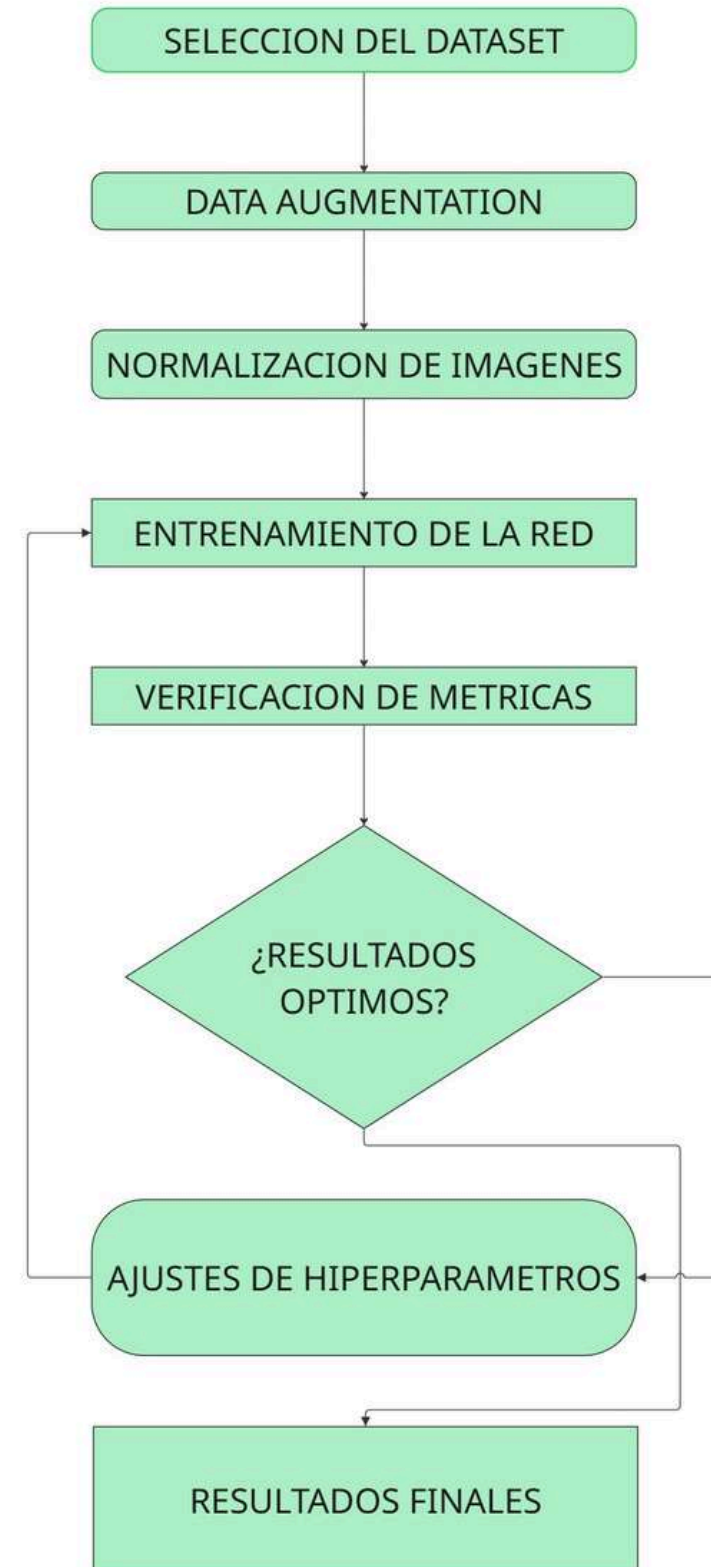 SELECCION DEL DATASET
DATA AUGMENTATION
NORMALIZACION DE IMAGENES
ENTRENAMIENTO DE LA RED
VERIFICACION DE METRICAS
¿RESULTADOS
OPTIMOS?
AJUSTES DE HIPERPARAMETROS
RESULTADOS FINALES